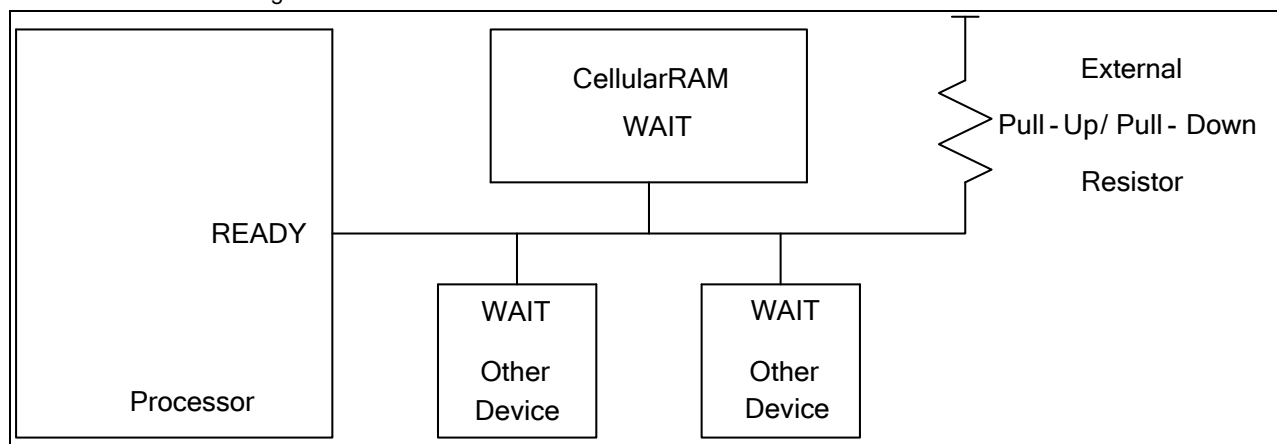 CellularRAM
WAIT
External
Pull-Up/ Pull- Down
Resistor
READY
WAIT
Other
Device
WAIT
Other
Device
Processor